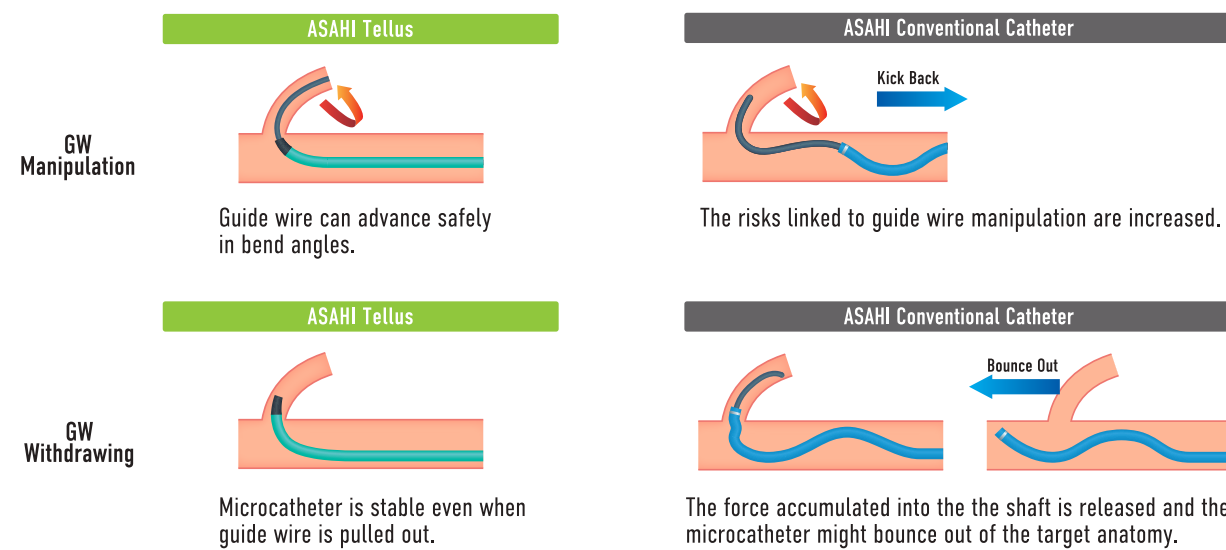 ASAHI Tellus
ASAHI Conventional Catheter
GW
Manipulation
Kick Back
Guide wire can advance safely
in bend angles.
The risks linked to guide wire manipulation are increased.
ASAHI Tellus
ASAHI Conventional Catheter
GW
Withdrawing
Bounce Out
Microcatheter is stable even when
guide wire is pulled out.
The force accumulated into the the shaft is released and the
microcatheter might bounce out of the target anatomy.